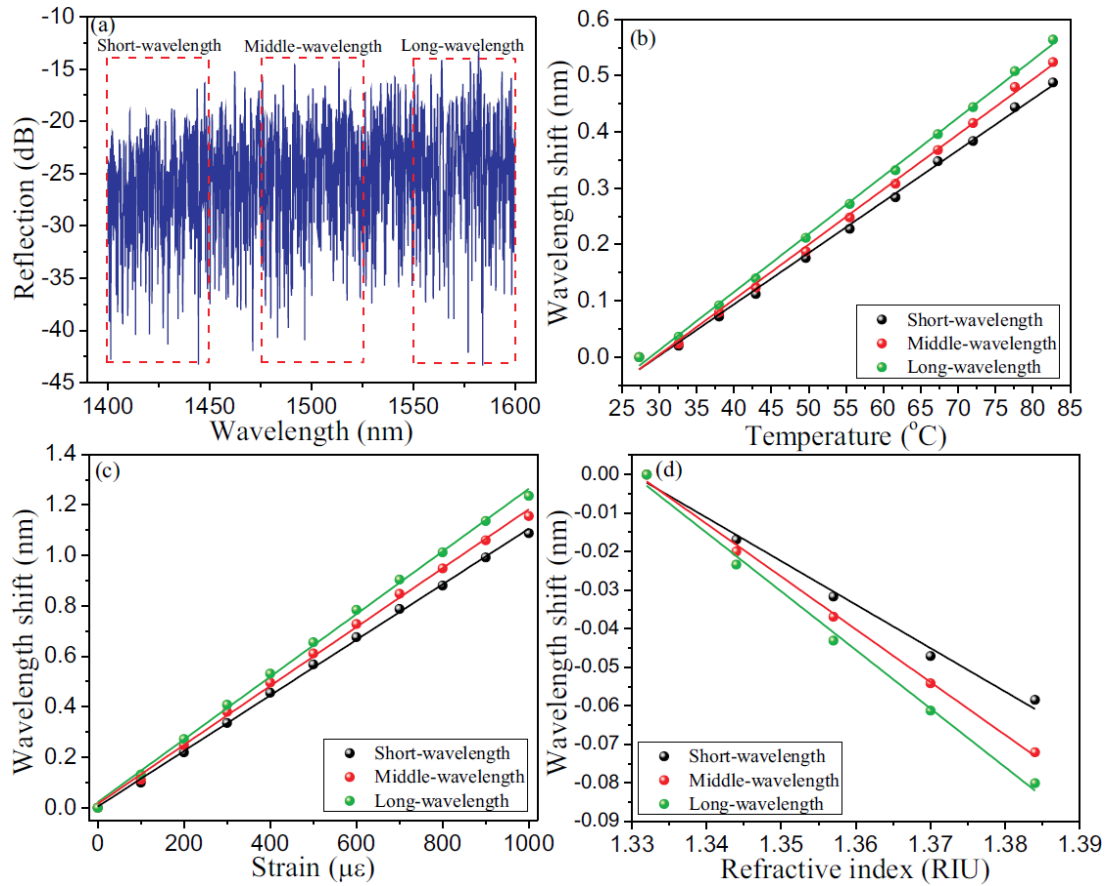 (a)
Short-wavelength Middle-wavelength Long-wavelength
-10
-15
-20
-25
-30
-35
-40
-45
Reflection (dB)
1400 1450 1500 1550 1600
Wavelength (nm)
(b)
0.6
0.5
0.4
0.3
0.2
0.1
0.0
Wavelength shift (nm)
Short-wavelength
Middle-wavelength
Long-wavelength
25 30 35 40 45 50 55 60 65 70 75 80 85
Temperature (°C)
(c)
1.4
1.2
1.0
0.8
0.6
0.4
0.2
0.0
Wavelength shift (nm)
Short-wavelength
Middle-wavelength
Long-wavelength
0 200 400 600 800 1000
Strain (με)
(d)
0.00
-0.01
-0.02
-0.03
-0.04
-0.05
-0.06
-0.07
-0.08
-0.09
Wavelength shift (nm)
Short-wavelength
Middle-wavelength
Long-wavelength
1.33 1.34 1.35 1.36 1.37 1.38 1.39
Refractive index (RIU)